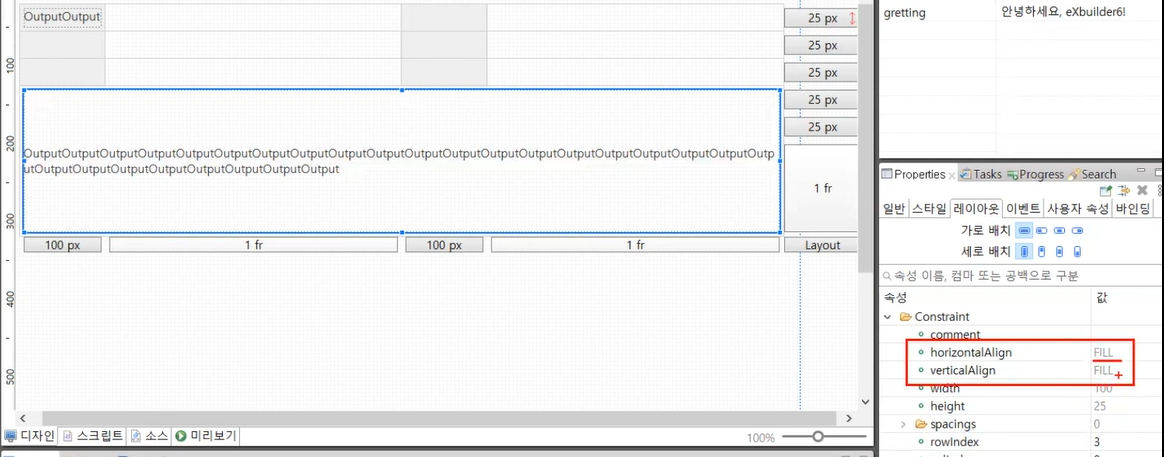 OutputOutput
25 px
25 px
25 px
25 px
25 px
1 fr
100
200
300
400
500
OutputOutputOutputOutputOutputOutputOutputOutputOutputOutputOutputOutputOutputOutputOutputOutputOutputOutputOutputOutp
utOutputOutputOutputOutputOutputOutputOutputOutput
100 px
1 fr
100 px
1 fr
Layout
디자인
스크립트
소스
미리보기
100%
gretting
안녕하세요, eXbuilder6!
Properties
Tasks
Progress
Search
일반
스타일
레이아웃
이벤트
사용자 속성
바인딩
가로 배치
세로 배치
속성 이름, 컴마 또는 공백으로 구분
속성
값
Constraint
comment
horizontalAlign
FILL
verticalAlign
FILL
width
100
height
25
spacings
0
rowIndex
3